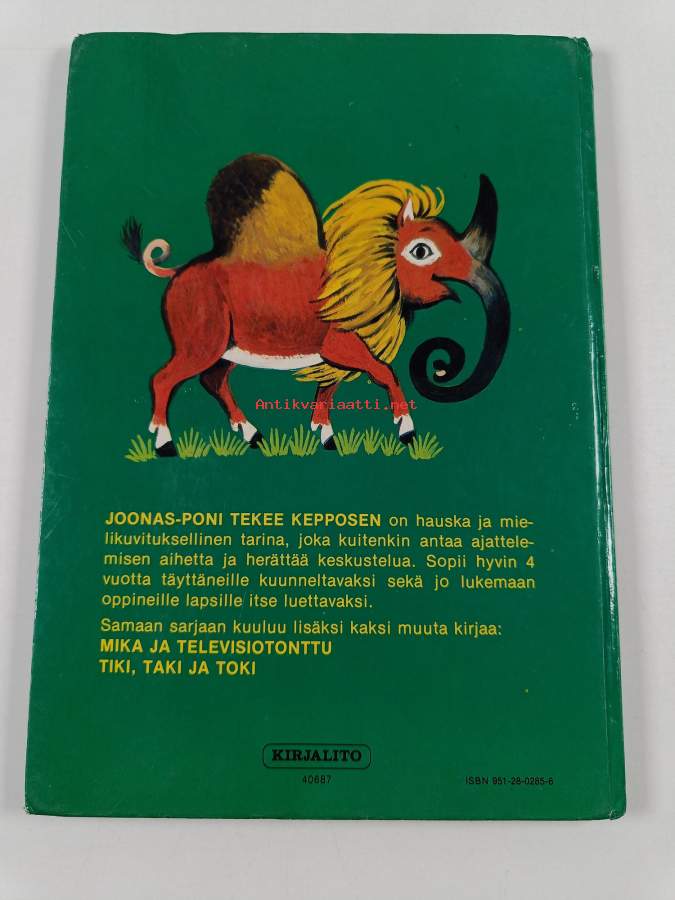 Antikvariaatti.net
JOONAS-PONI TEKEE KEPPOSEN on hauska ja mie-
likuvituksellinen tarina, joka kuitenkin antaa ajattele-
misen aihetta ja herättää keskustelua. Sopii hyvin 4
vuotta täyttäneille kuunneltavaksi sekä jo lukemaan
oppineille lapsille itse luettavaksi.
Samaan sarjaan kuuluu lisäksi kaksi muuta kirjaa:
MIKA JA TELEVISIOTONTTU
TIKI, TAKI JA TOKI
KIRJALITO
40687
ISBN 951-28-0285-6